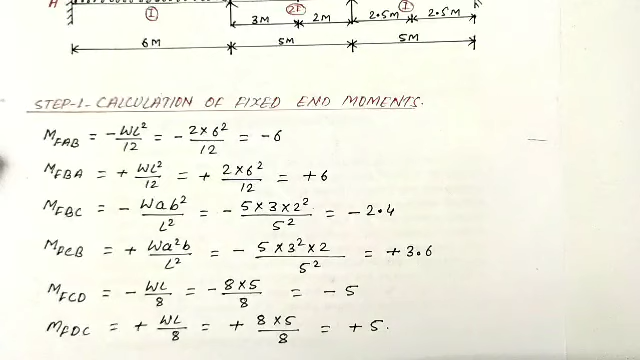 A
I 2I I
3M 2M 2.5M 2.5M
6M 5M 5M
STEP-1- CALCULATION OF FIXED END MOMENTS.
MFAB = -WL²/12 = - 2×6²/12 = -6
MFBA = + WL²/12 = + 2×6²/12 = +6
MFBC = - Wab²/L² = - 5×3×2²/5² = -2.4
MFCB = + Wa²b/L² = - 5×3²×2/5² = +3.6
MFCD = - WL/8 = - 8×5/8 = -5
MFDC = + WL/8 = + 8×5/8 = +5.